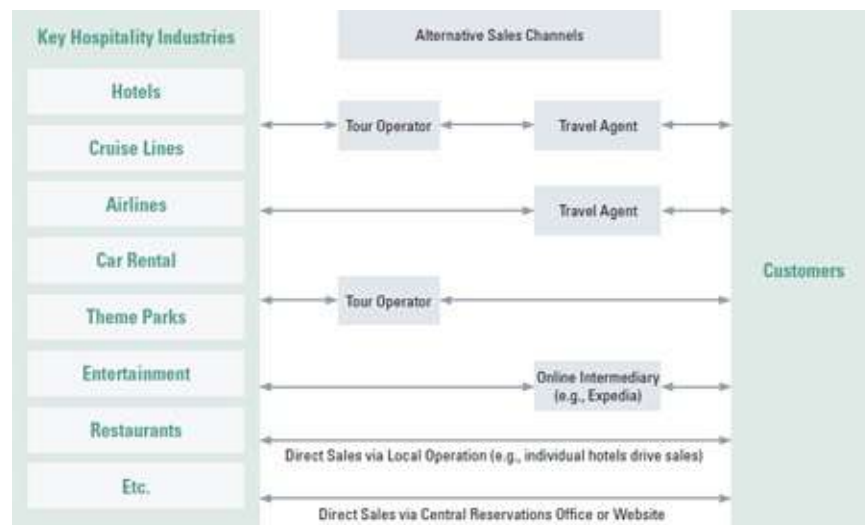 Key Hospitality Industries
Hotels
Cruise Lines
Airlines
Car Rental
Theme Parks
Entertainment
Restaurants
Etc.
Alternative Sales Channels
Tour Operator
Travel Agent
Travel Agent
Tour Operator
Online Intermediary
(e.g., Expedia)
Direct Sales via Local Operation (e.g., individual hotels drive sales)
Direct Sales via Central Reservations Office or Website
Customers